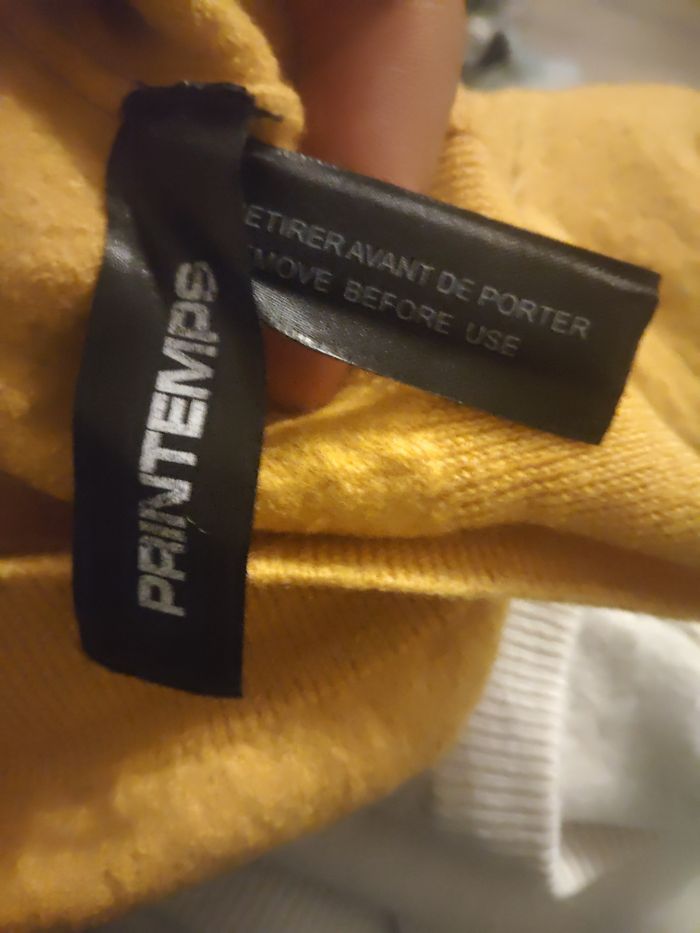 PRINTEMPS
ETIRER AVANT DE PORTER
MOVE BEFORE USE